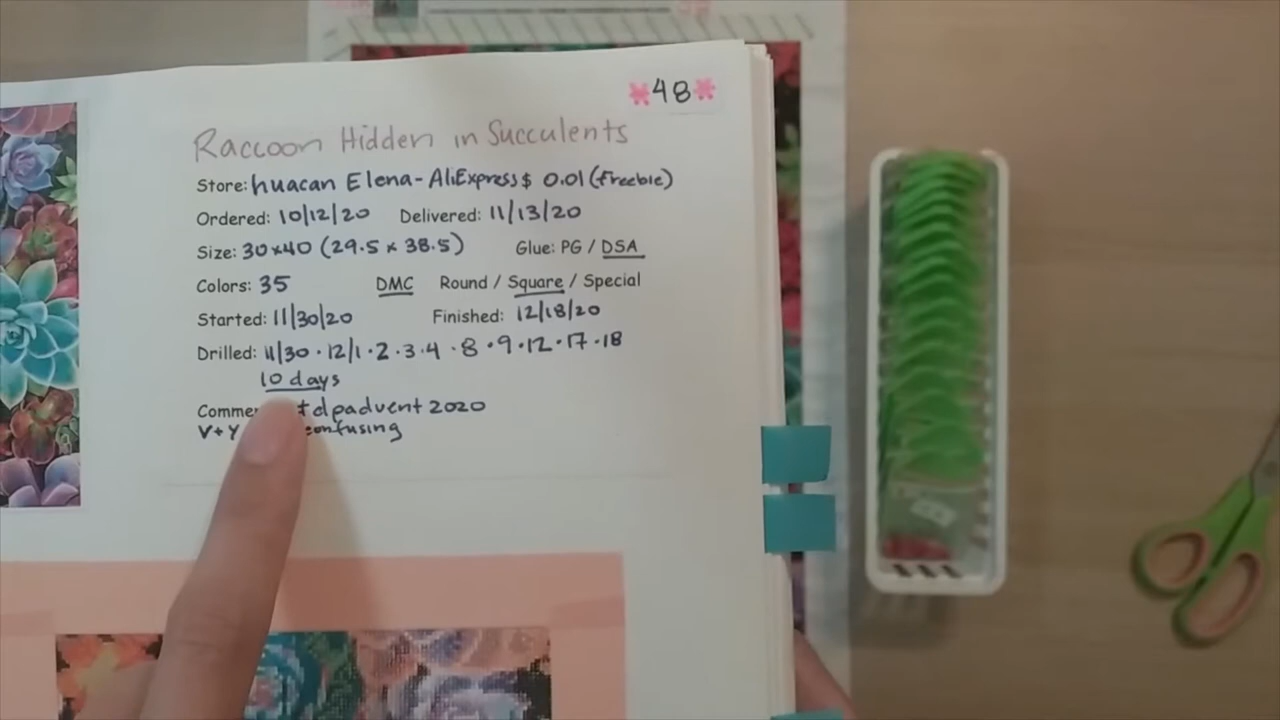 48
Raccoon Hidden in Succulents
Store: huacan Elena - AliExpress $ 0.01 (freebie)
Ordered: 10/12/20 Delivered: 11/13/20
Size: 30x40 (29.5 x 38.5) Glue: PG / DSA
Colors: 35 DMC Round / Square / Special
Started: 11/30/20 Finished: 12/18/20
Drilled: 11/30 · 12/1 · 2 · 3 · 4 · 8 · 9 · 12 · 17 · 18
10 days
dpadvent 2020
V+Y confusing